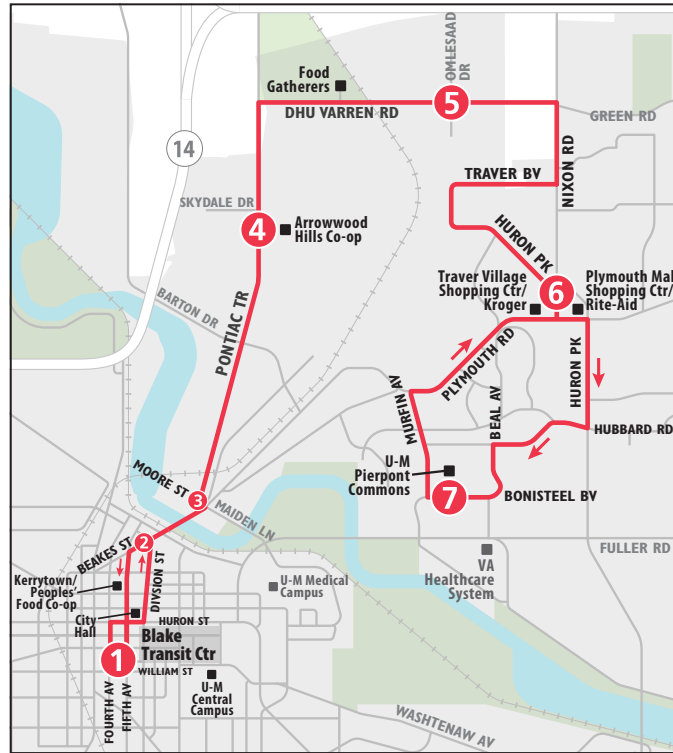 OMLESAAD
DR
Food
Gatherers
5
DHU VARREN RD
GREEN RD
14
NIXON RD
TRAVER BV
SKYDALE DR
4
Arrowwood
Hills Co-op
HURON PK
6
Traver Village
Shopping Ctr/
Kroger
Plymouth Mal
Shopping Ctr/
Rite-Aid
BARTON DR
PONTIAC TR
PLYMOUTH RD
HURON PK
MURFIN AV
BEAL AV
HUBBARD RD
U-M
Pierpont
Commons
7
BONISTEEL BV
MOORE ST
3
MAIDEN LN
BEAKES ST
2
FULLER RD
VA
Healthcare
System
Kerrytown/
Peoples'
Food Co-op
DIVSION ST
U-M Medical
Campus
City
Hall
HURON ST
Blake
Transit Ctr
1
WILLIAM ST
U-M
Central
Campus
FOURTH AV
FIFTH AV
WASHTENAW AV